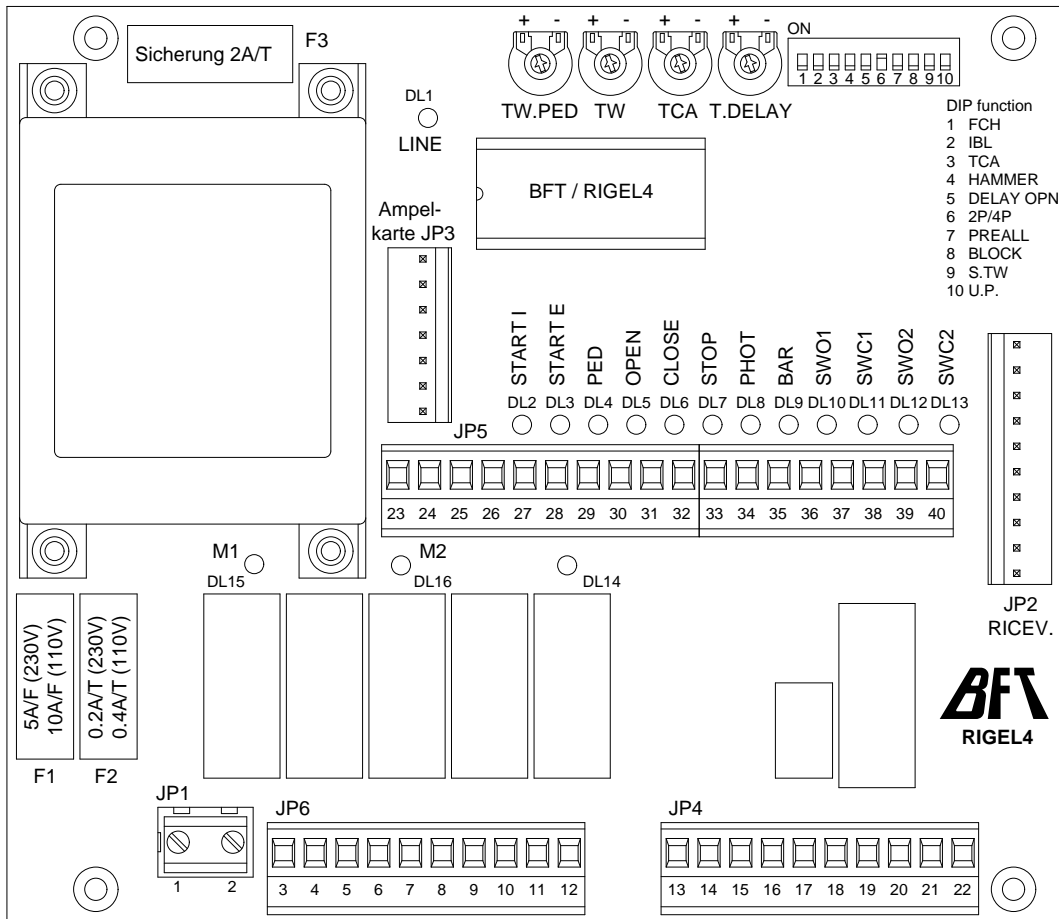 Sicherung 2A/T
F3
+ - + - + - + -
TW.PED TW TCA T.DELAY
ON
1 2 3 4 5 6 7 8 9 10
DL1
LINE
BFT / RIGEL4
DIP function
1 FCH
2 IBL
3 TCA
4 HAMMER
5 DELAY OPN
6 2P/4P
7 PREALL
8 BLOCK
9 S.TW
10 U.P.
Ampel-
karte JP3
START I
START E
PED
OPEN
CLOSE
STOP
PHOT
BAR
SWO1
SWC1
SWO2
SWC2
DL2 DL3 DL4 DL5 DL6 DL7 DL8 DL9 DL10 DL11 DL12 DL13
JP5
23 24 25 26 27 28 29 30 31 32 33 34 35 36 37 38 39 40
M1
DL15
M2
DL16
DL14
JP2
RICEV.
5A/F (230V)
10A/F (110V)
F1
0.2A/T (230V)
0.4A/T (110V)
F2
BFT
RIGEL4
JP1
1 2
JP6
3 4 5 6 7 8 9 10 11 12
JP4
13 14 15 16 17 18 19 20 21 22